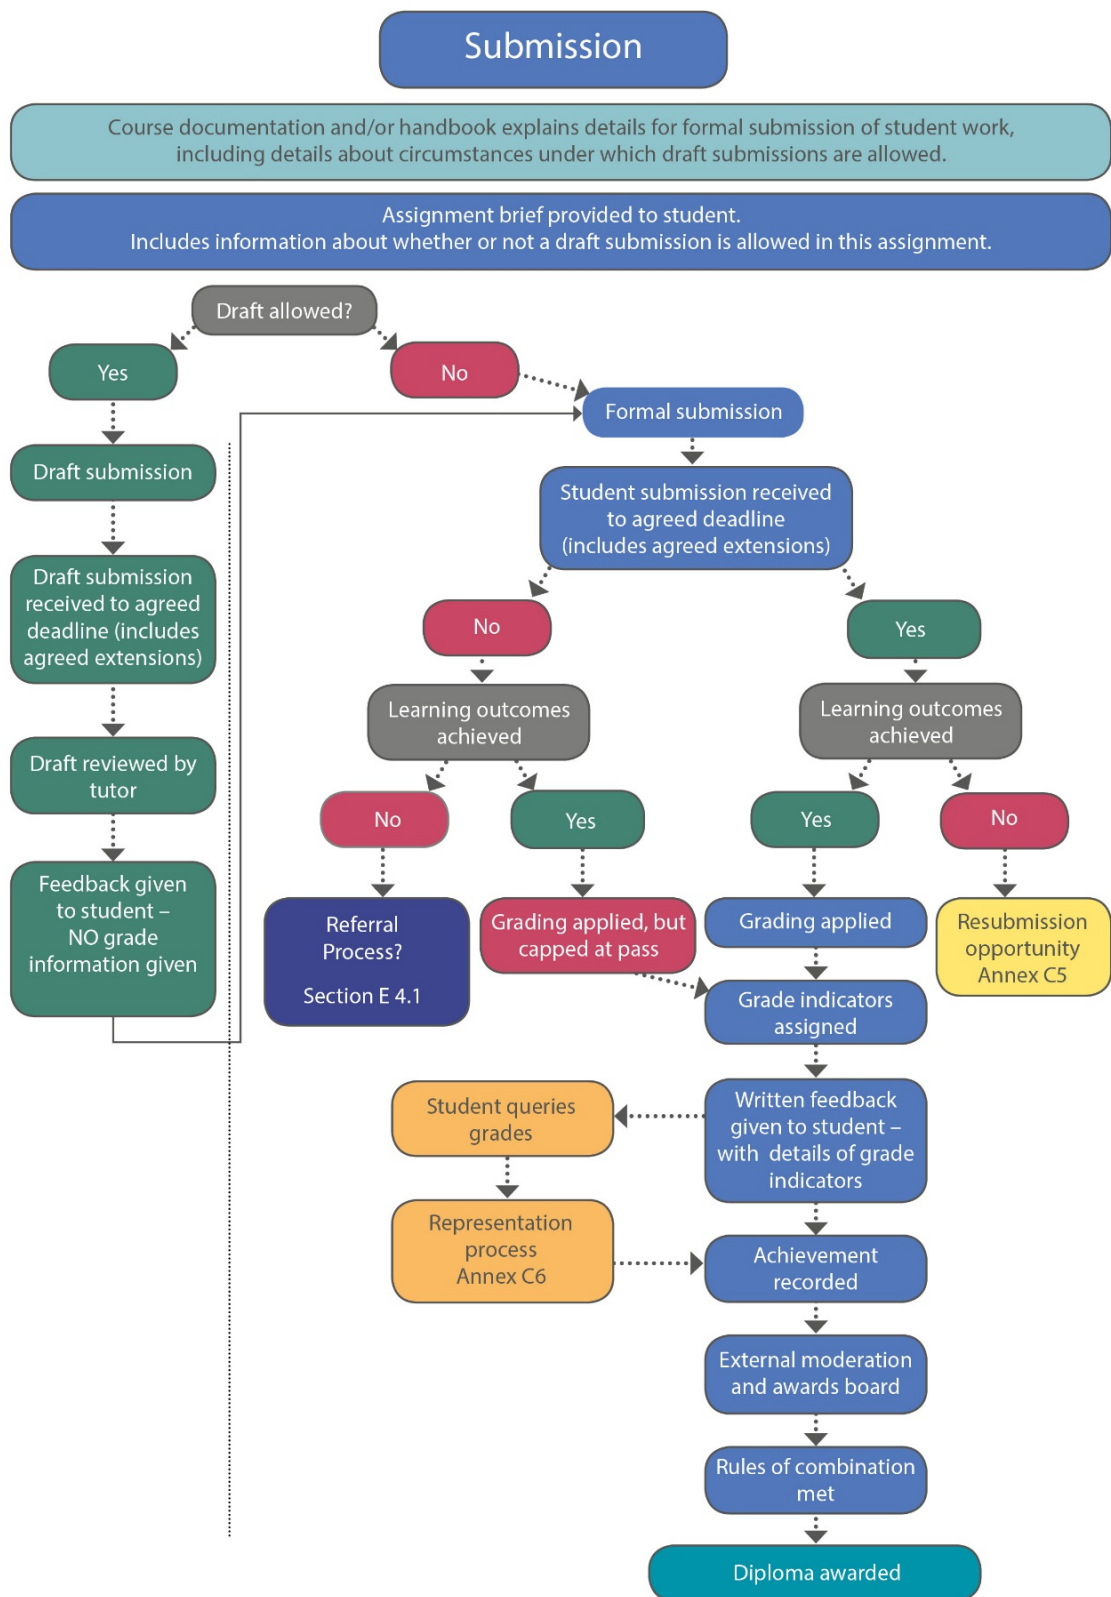 Submission
Course documentation and/or handbook explains details for formal submission of student work,
including details about circumstances under which draft submissions are allowed.
Assignment brief provided to student.
Includes information about whether or not a draft submission is allowed in this assignment.
Draft allowed?
Yes
No
Formal submission
Draft submission
Student submission received
to agreed deadline
(includes agreed extensions)
Draft submission
received to agreed
deadline (includes
agreed extensions)
No
Yes
Learning outcomes
achieved
Learning outcomes
achieved
Draft reviewed by
tutor
No
Yes
Yes
No
Feedback given
to student –
NO grade
information given
Referral
Process?
Section E 4.1
Grading applied, but
capped at pass
Grading applied
Resubmission
opportunity
Annex C5
Grade indicators
assigned
Student queries
grades
Written feedback
given to student –
with details of grade
indicators
Representation
process
Annex C6
Achievement
recorded
External moderation
and awards board
Rules of combination
met
Diploma awarded